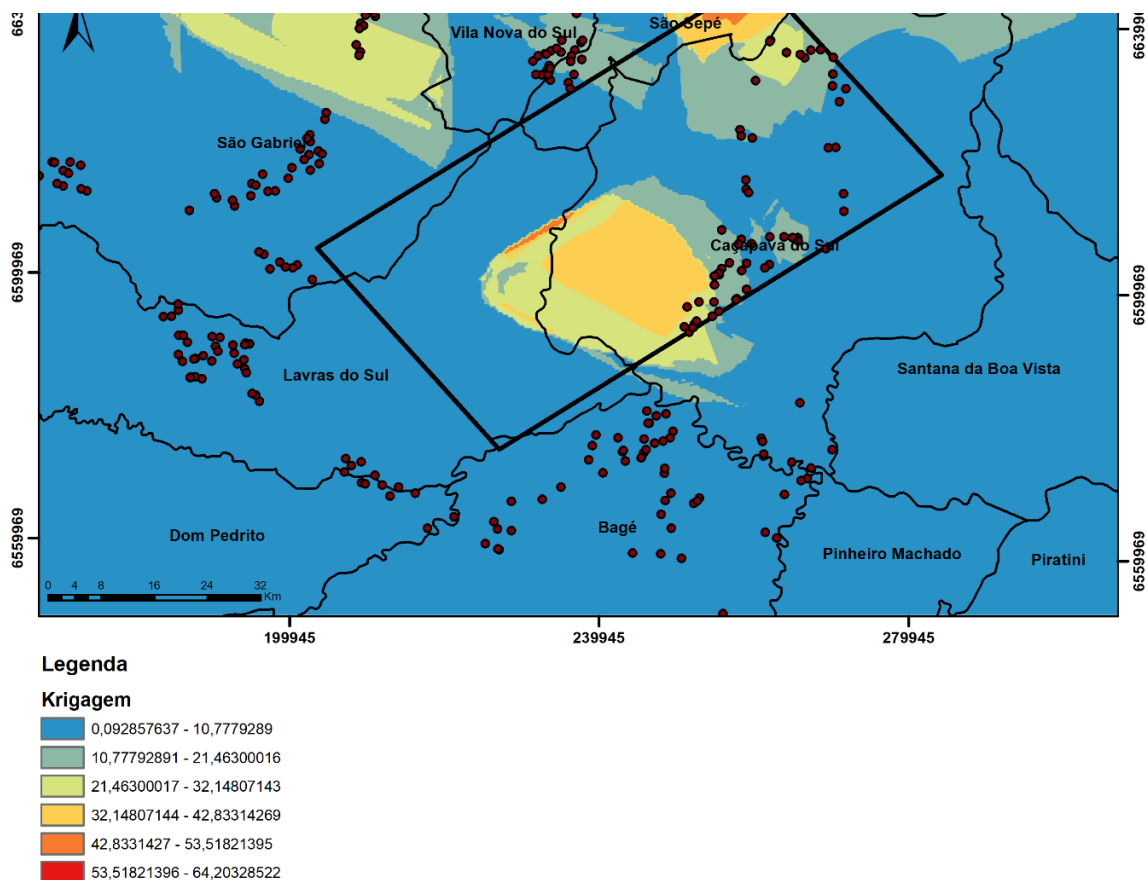 663
6639
Vila Nova do Sul
São Sepé
São Gabriel
Caçapava do Sul
6599969
6599969
Lavras do Sul
Santana da Boa Vista
Dom Pedrito
Bagé
Pinheiro Machado
Piratini
6559969
6559969
0 4 8 16 24 32
Km
199945 239945 279945
Legenda
Krigagem
0,092857637 - 10,7779289
10,77792891 - 21,46300016
21,46300017 - 32,14807143
32,14807144 - 42,83314269
42,8331427 - 53,51821395
53,51821396 - 64,20328522